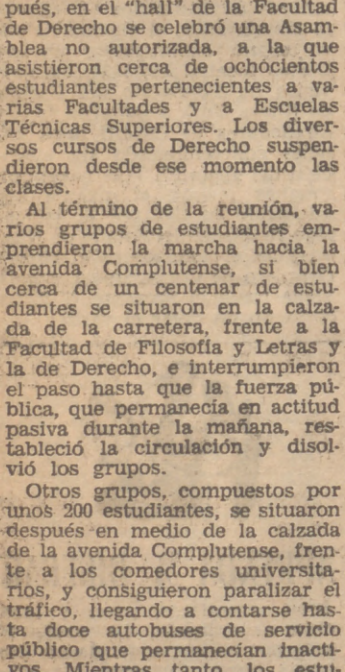 pués, en el "hall" de la Facultad
de Derecho se celebró una Asam-
blea no autorizada, a la que
asistieron cerca de ochocientos
estudiantes pertenecientes a va-
rias Facultades y a Escuelas
Técnicas Superiores. Los diver-
sos cursos de Derecho suspen-
dieron desde ese momento las
clases.
Al término de la reunión, va-
rios grupos de estudiantes em-
prendieron la marcha hacia la
avenida Complutense, si bien
cerca de un centenar de estu-
diantes se situaron en la calza-
da de la carretera, frente a la
Facultad de Filosofía y Letras y
la de Derecho, e interrumpieron
el paso hasta que la fuerza pú-
blica, que permanecía en actitud
pasiva durante la mañana, res-
tableció la circulación y disol-
vió los grupos.
Otros grupos, compuestos por
unos 200 estudiantes, se situaron
después en medio de la calzada
de la avenida Complutense, fren-
te a los comedores universita-
rios, y consiguieron paralizar el
tráfico, llegando a contarse has-
ta doce autobuses de servicio
público que permanecían inacti-
vos. Mientras tanto, los estu-